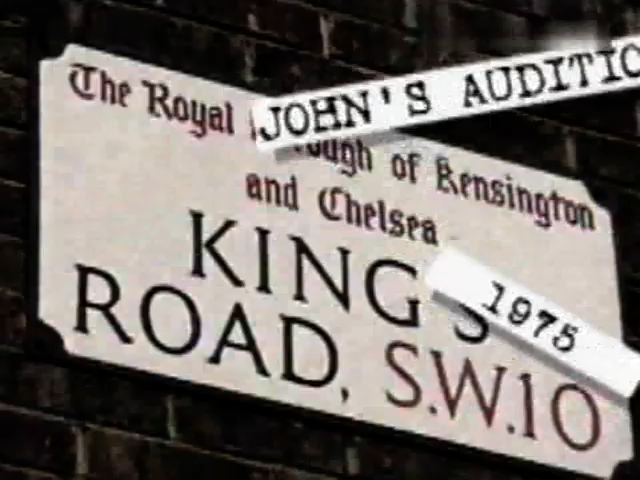 The Royal
JOHN'S AUDITIO
ough of Kensington
and Chelsea
KING S
1975
ROAD, S.W.10